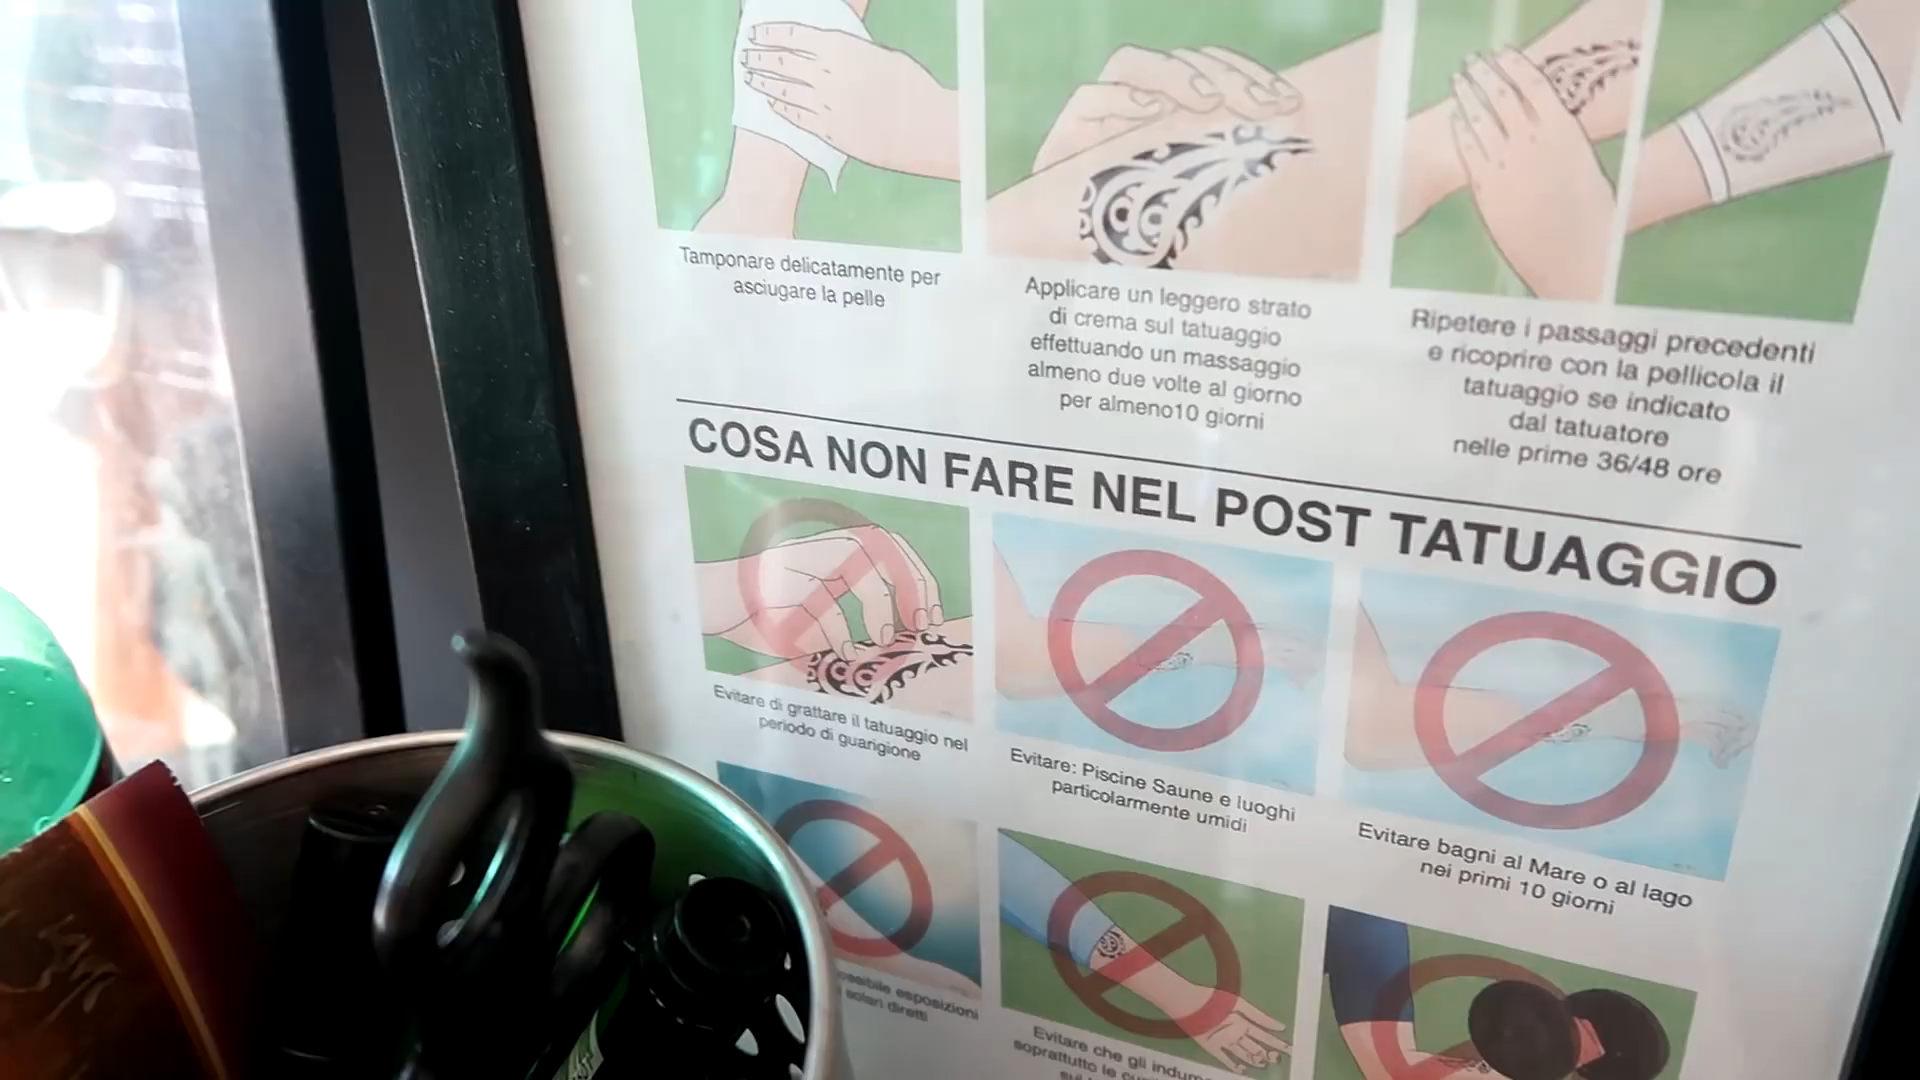 Tamponare delicatamente per
asciugare la pelle
Applicare un leggero strato
di crema sul tatuaggio
effettuando un massaggio
almeno due volte al giorno
per almeno10 giorni
Ripetere i passaggi precedenti
e ricoprire con la pellicola il
tatuaggio se indicato
dal tatuatore
nelle prime 36/48 ore
COSA NON FARE NEL POST TATUAGGIO
Evitare di grattare il tatuaggio nel
periodo di guarigione
Evitare: Piscine Saune e luoghi
particolarmente umidi
Evitare bagni al Mare o al lago
nei primi 10 giorni
esposizioni
solari diretti
Evitare che gli indum
soprattutto le